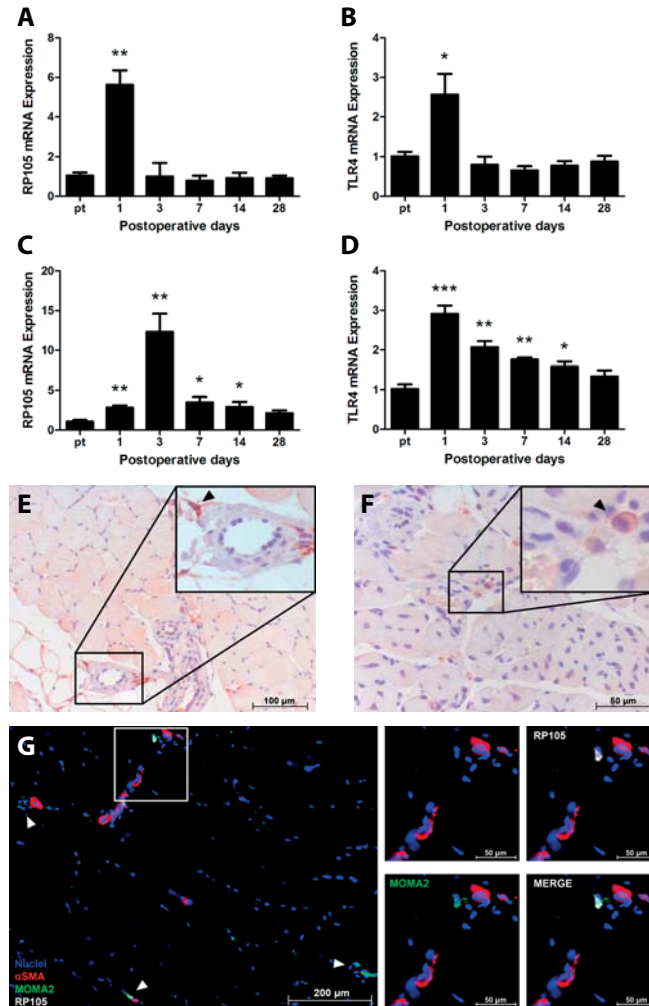 A
RP105 mRNA Expression
8
6
4
2
0
**
pt 1 3 7 14 28
Postoperative days
B
TLR4 mRNA Expression
4
3
2
1
0
*
pt 1 3 7 14 28
Postoperative days
C
RP105 mRNA Expression
20
15
10
5
0
** ** * *
pt 1 3 7 14 28
Postoperative days
D
TLR4 mRNA Expression
4
3
2
1
0
*** ** ** *
pt 1 3 7 14 28
Postoperative days
E
100 µm
F
50 µm
G
Nuclei
αSMA
MOMA2
RP105
200 µm
50 µm
RP105
50 µm
MOMA2
50 µm
MERGE
50 µm